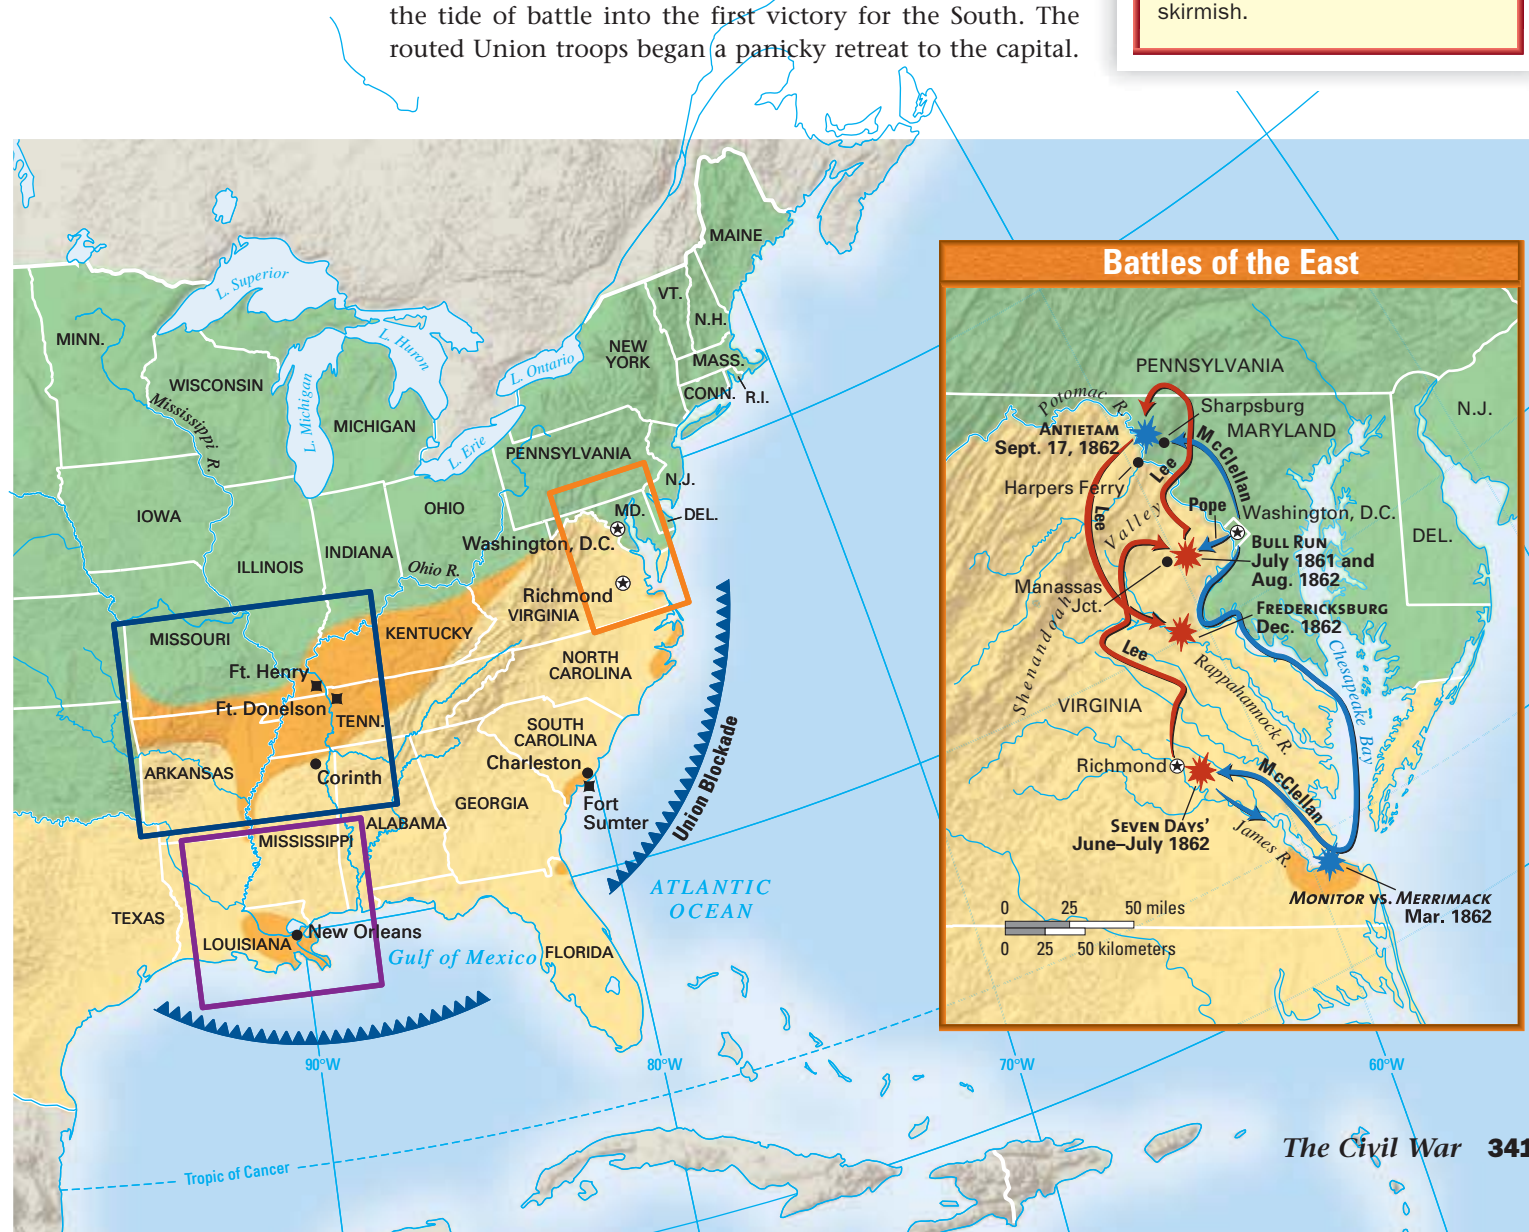 the tide of battle into the first victory for the South. The
routed Union troops began a panicky retreat to the capital.
skirmish.
MAINE
VT.
N.H.
NEW
YORK
MASS.
CONN.
R.I.
L. Superior
L. Huron
L. Michigan
L. Ontario
L. Erie
MINN.
WISCONSIN
Mississippi R.
MICHIGAN
PENNSYLVANIA
N.J.
IOWA
OHIO
MD.
DEL.
Washington, D.C.
ILLINOIS
INDIANA
Ohio R.
Richmond
VIRGINIA
MISSOURI
KENTUCKY
Ft. Henry
NORTH
CAROLINA
Ft. Donelson
TENN.
SOUTH
CAROLINA
ARKANSAS
Corinth
Charleston
GEORGIA
Fort
Sumter
Union Blockade
ALABAMA
MISSISSIPPI
TEXAS
LOUISIANA
New Orleans
Gulf of Mexico
FLORIDA
ATLANTIC
OCEAN
90°W
80°W
70°W
60°W
Tropic of Cancer
Battles of the East
PENNSYLVANIA
Potomac R.
Sharpsburg
MARYLAND
N.J.
ANTIETAM
Sept. 17, 1862
McClellan
Harpers Ferry
Lee
Lee
Pope
Washington, D.C.
Shenandoah Valley
BULL RUN
July 1861 and
Aug. 1862
DEL.
Manassas
Jct.
FREDERICKSBURG
Dec. 1862
Lee
Rappahannock R.
Chesapeake Bay
VIRGINIA
Richmond
McClellan
SEVEN DAYS'
June–July 1862
James R.
MONITOR VS. MERRIMACK
Mar. 1862
0 25 50 miles
0 25 50 kilometers
The Civil War 341